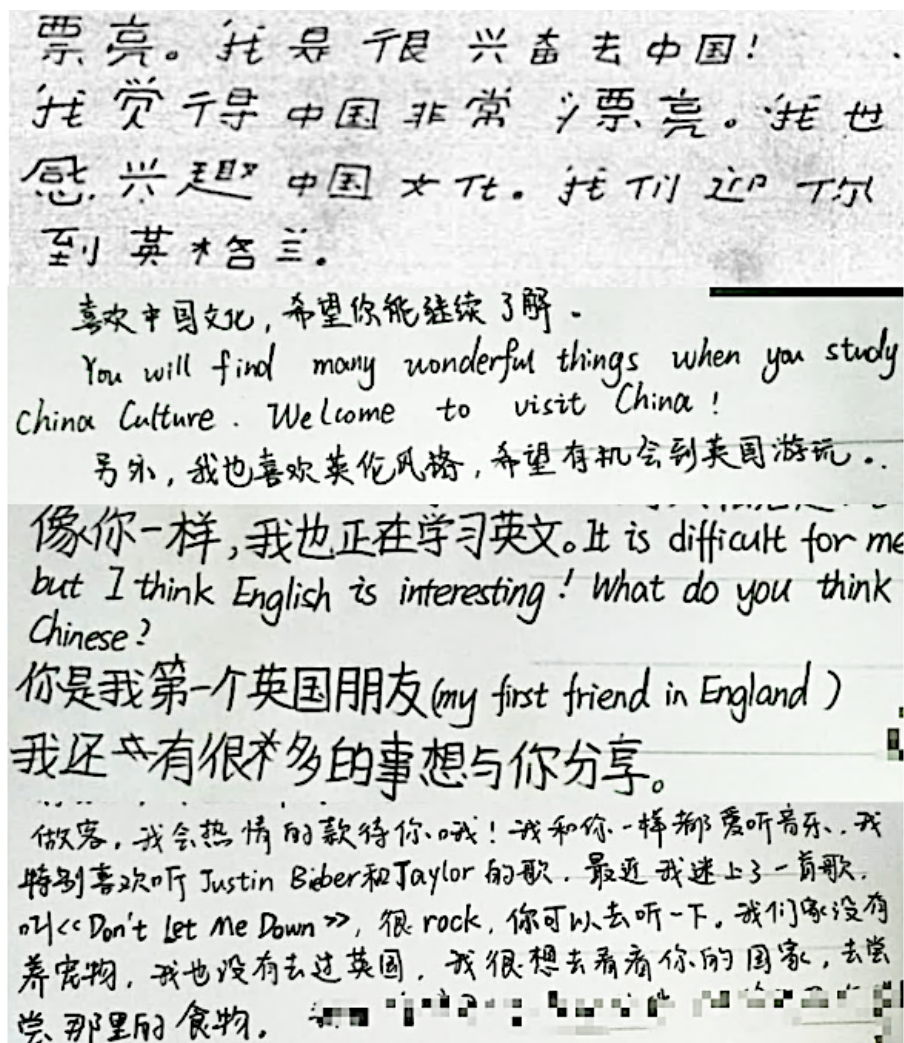 票亮。我是很兴奋去中国!
我觉得中国非常漂亮。我也
感兴趣中国文化。我们迎你
到英格兰。
喜欢中国文化,希望你能继续了解。
You will find many wonderful things when you study
China Culture. Welcome to visit China!
另外,我也喜欢英伦风格,希望有机会到英国游玩。
像你一样,我也正在学习英文。It is difficult for me
but I think English is interesting! What do you think
Chinese?
你是我第一个英国朋友(my first friend in England)
我还有很多的事想与你分享。
做客。我会热情的款待你哦!我和你一样都爱听音乐,我
特别喜欢听Justin Bieber和Taylor的歌,最近我迷上了一首歌,
叫<<Don't Let Me Down>>,很rock,你可以去听一下。我们家没有
养宠物,我也没有去过英国,我很想去看看你的国家,去尝
尝那里的食物。